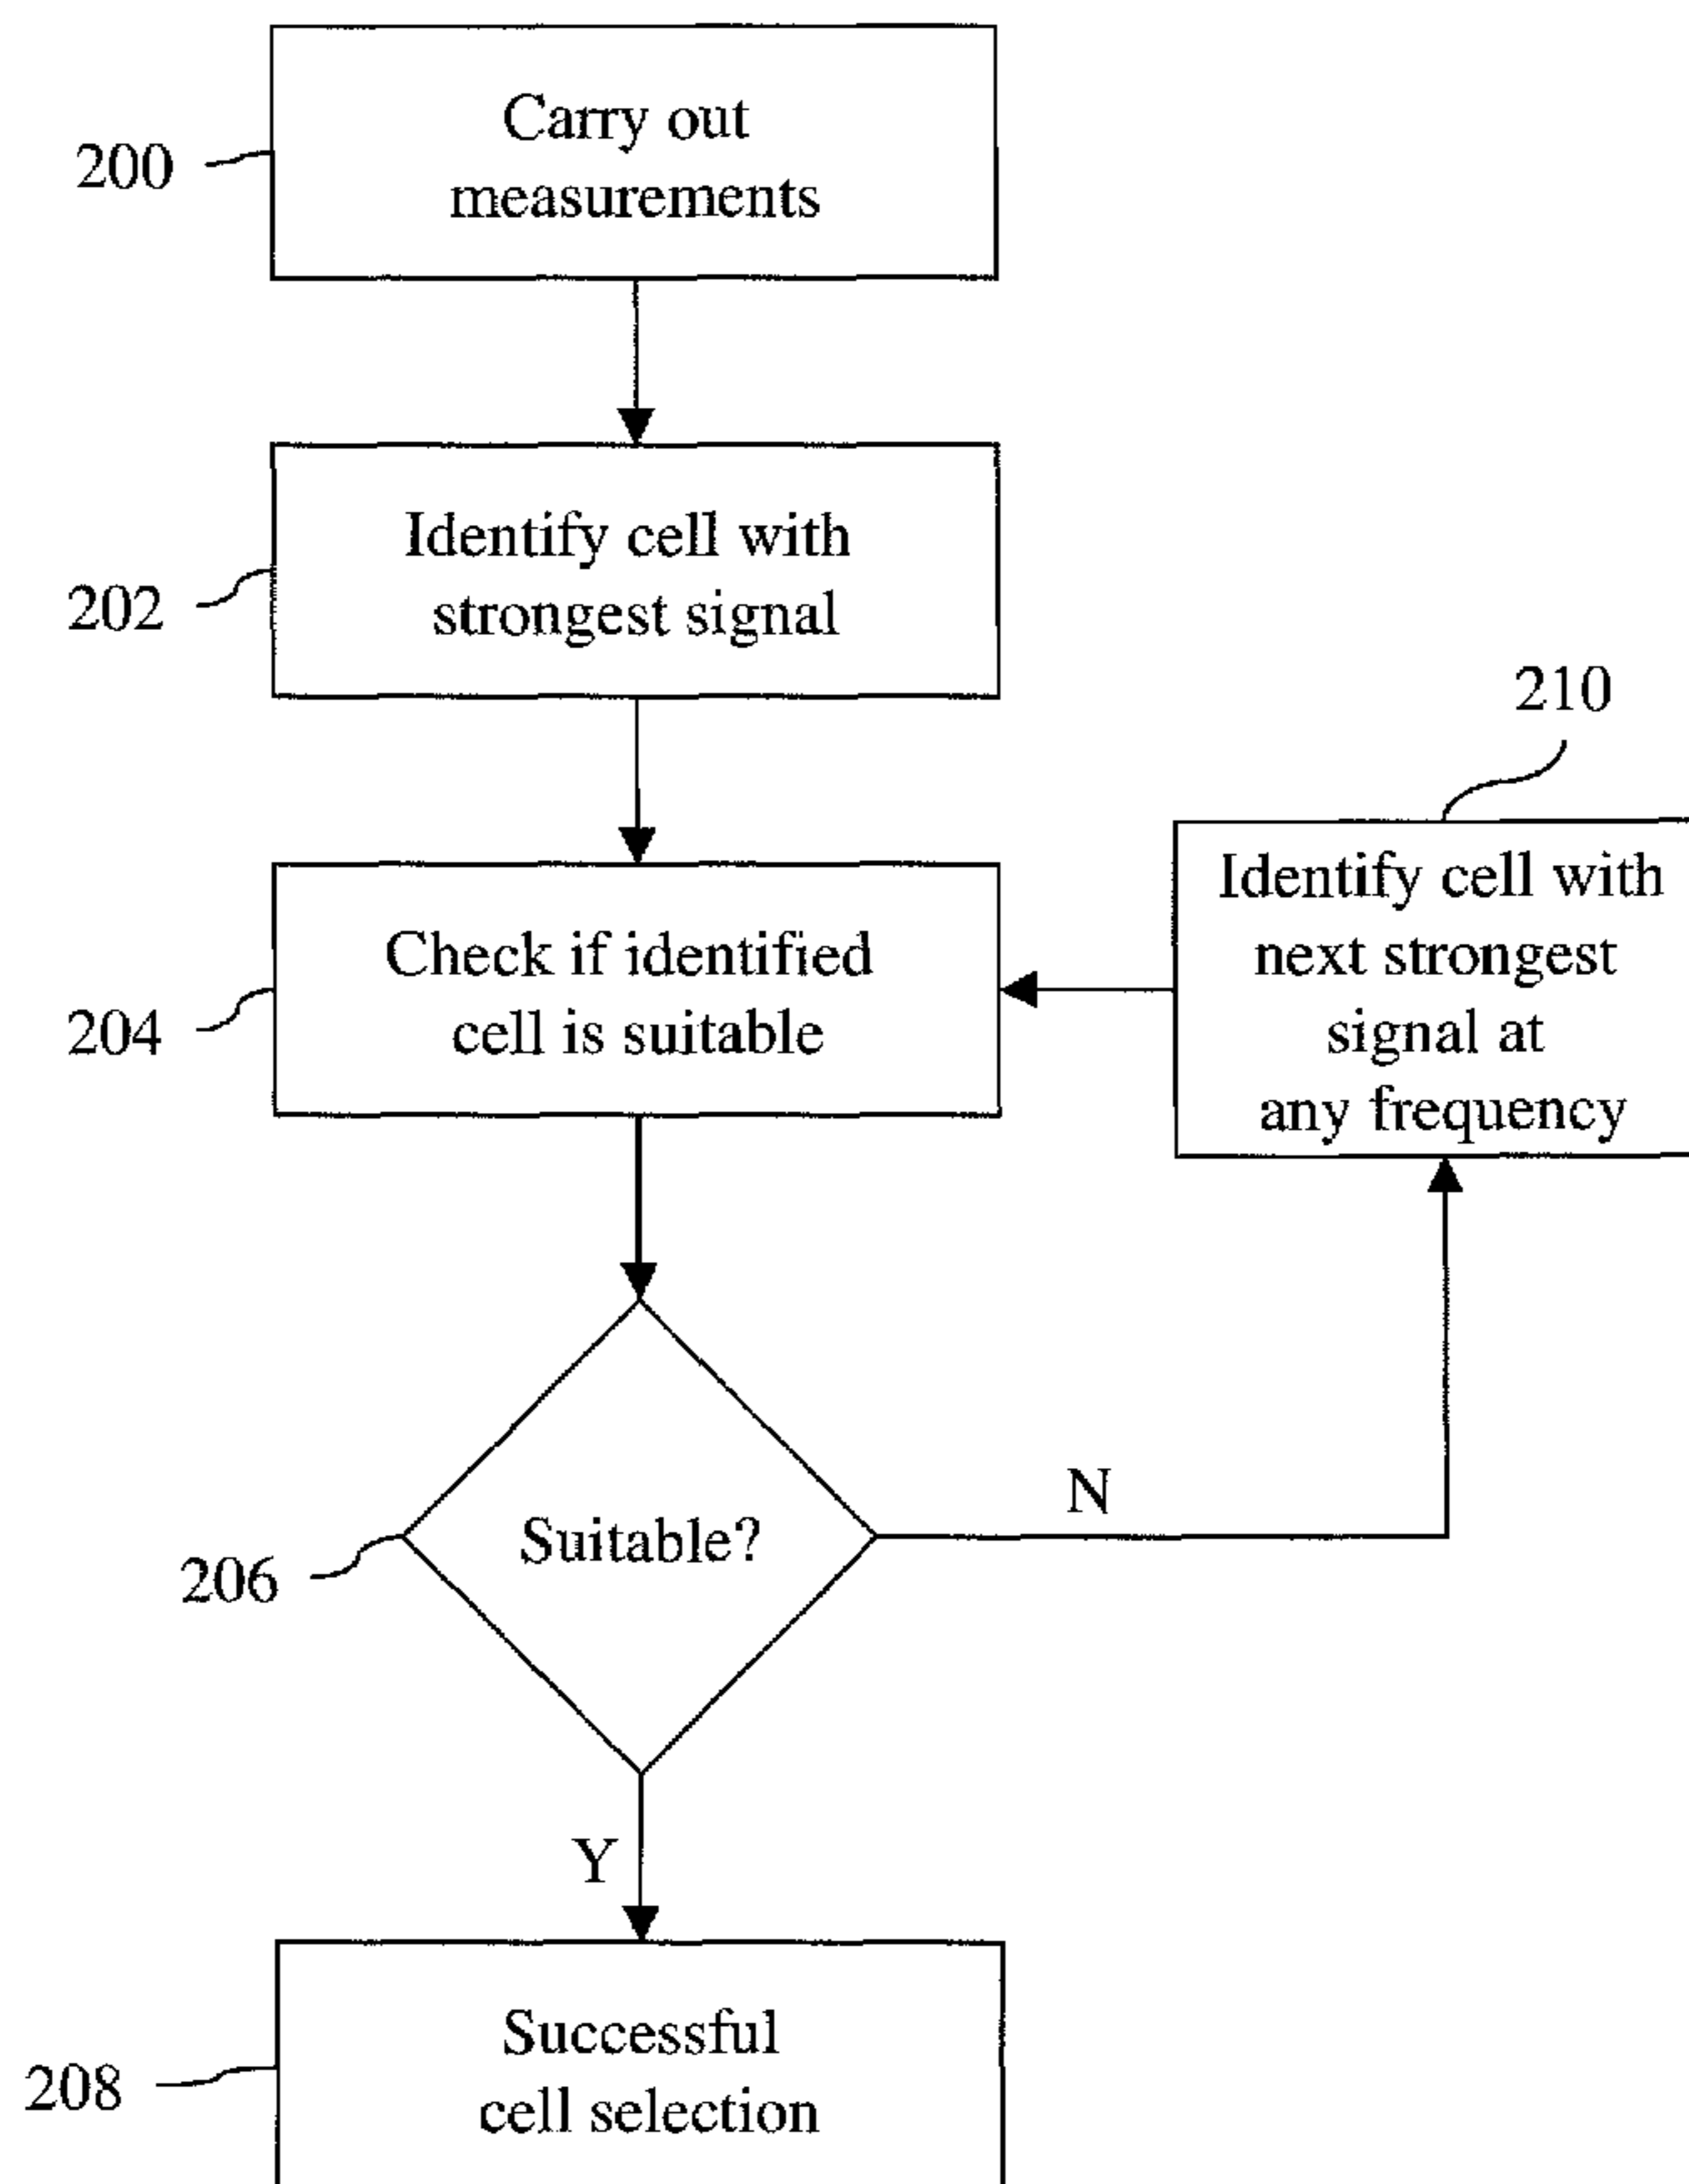 Carry out
measurements
200
Identify cell with
strongest signal
202
210
Identify cell with
next strongest
signal at
any frequency
Check if identified
cell is suitable
204
N
Suitable?
206
Y
Successful
cell selection
208